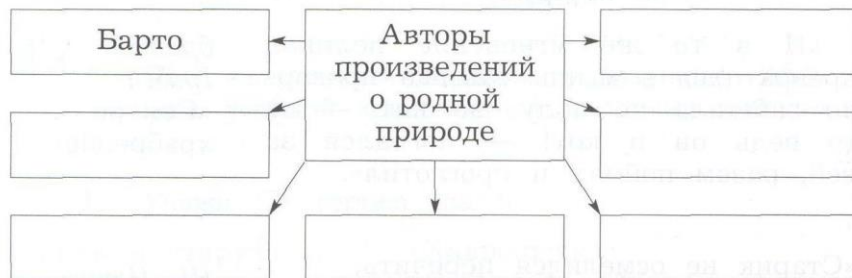 Барто
Авторы
произведений
о родной
природе